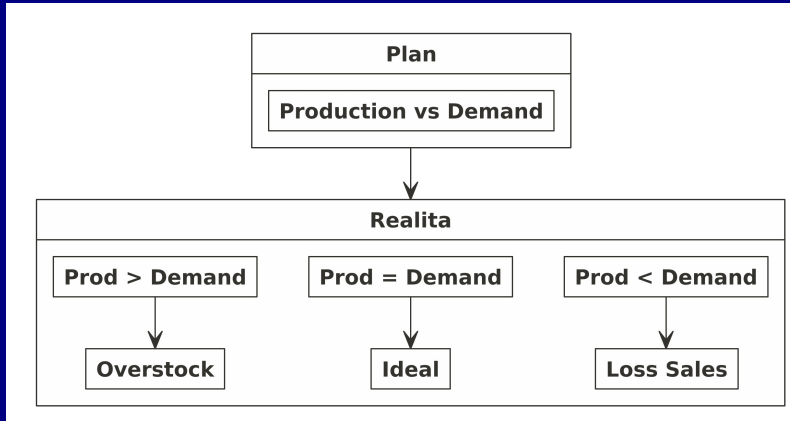 Plan
Production vs Demand
Realita
Prod > Demand
Prod = Demand
Prod < Demand
Overstock
Ideal
Loss Sales